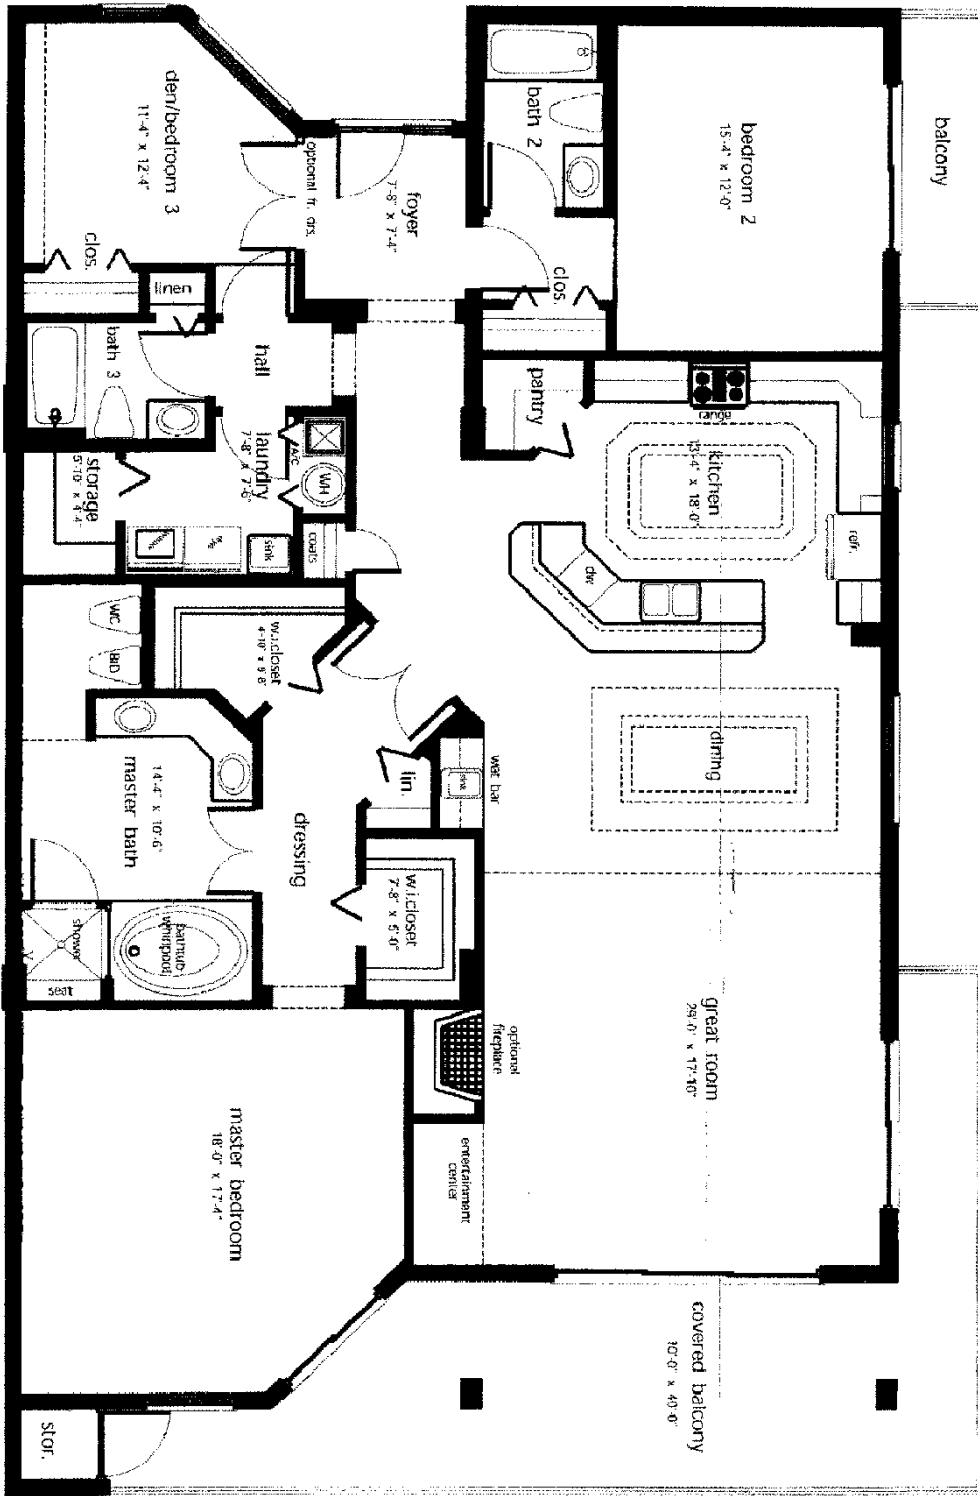 balcony
bedroom 2
15'-4" x 12'-0"
bath 2
clos.
foyer
7'-8" x 7'-4"
optional fr. drs.
den/bedroom 3
11'-4" x 12'-4"
clos.
linen
bath 3
hall
pantry
range
kitchen
13'-4" x 18'-0"
refr.
dw
A/c
WH
laundry
7'-8" x 7'-6"
storage
5'-10" x 4'-4"
sink
coats
WC
BID
w.i.closet
dining
wet bar
sink
lin.
master bath
14'-4" x 10'-6"
dressing
w.i.closet
7'-8" x 5'-0"
shower
seat
whirlpool
bathtub
great room
29'-0" x 17'-10"
optional
fireplace
entertainment
center
master bedroom
18'-0" x 17'-4"
covered balcony
10'-0" x 40'-0"
stor.